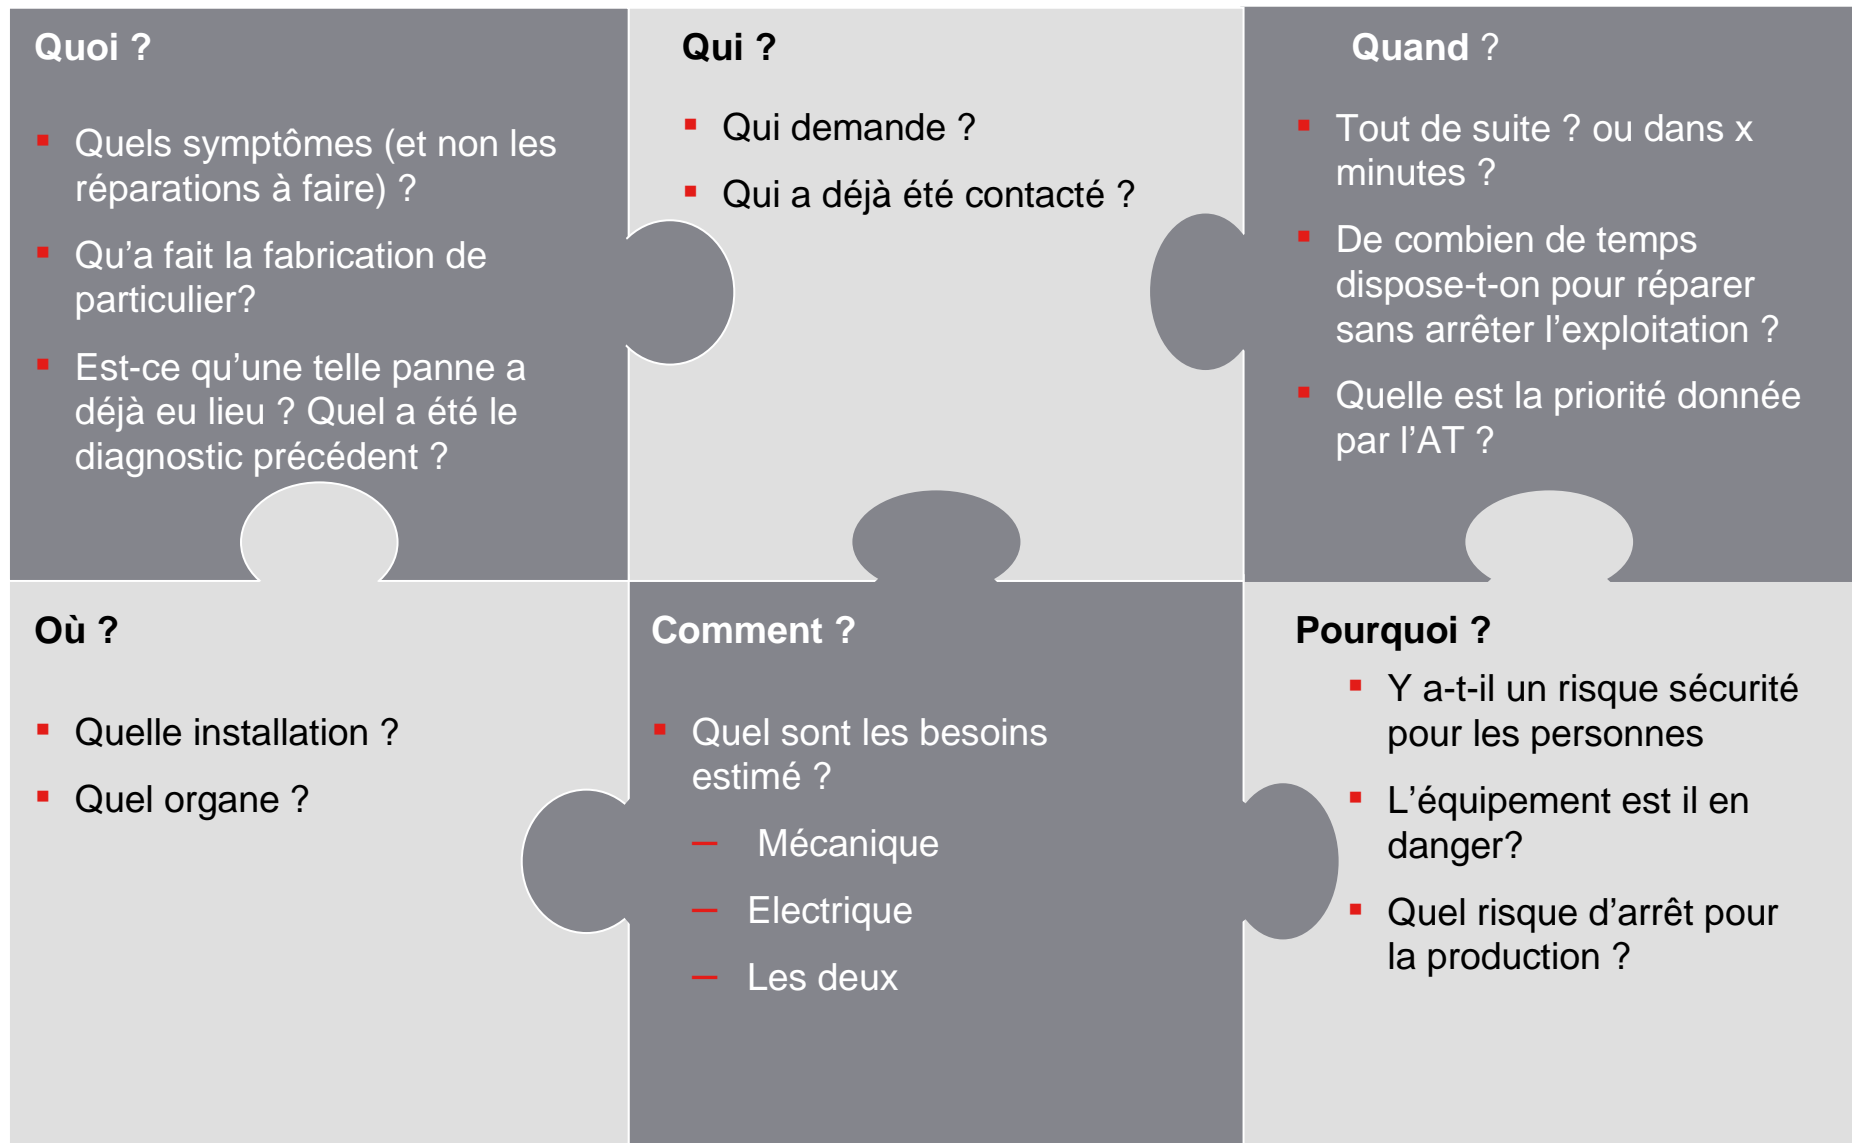 Quoi ?
Quels symptômes (et non les
réparations à faire) ?
Qu’a fait la fabrication de
particulier?
Est-ce qu’une telle panne a
déjà eu lieu ? Quel a été le
diagnostic précédent ?
Qui ?
Qui demande ?
Qui a déjà été contacté ?
Quand ?
Tout de suite ? ou dans x
minutes ?
De combien de temps
dispose-t-on pour réparer
sans arrêter l’exploitation ?
Quelle est la priorité donnée
par l’AT ?
Où ?
Quelle installation ?
Quel organe ?
Comment ?
Quel sont les besoins
estimé ?
Mécanique
Electrique
Les deux
Pourquoi ?
Y a-t-il un risque sécurité
pour les personnes
L’équipement est il en
danger?
Quel risque d’arrêt pour
la production ?